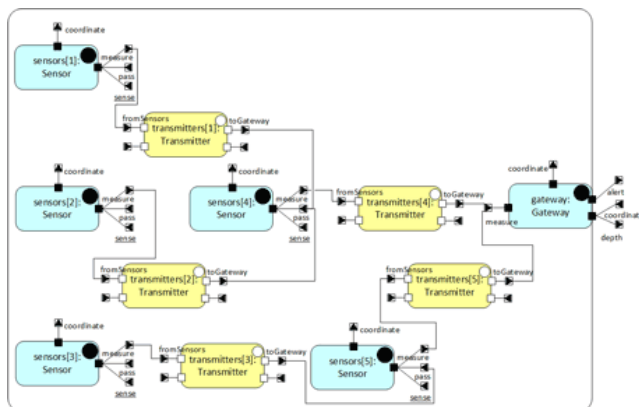 coordinate
sensors[1]:
Sensor
measure
pass
sense
fromSensors
toGateway
transmitters[1]:
Transmitter
coordinate
sensors[2]:
Sensor
measure
pass
sense
coordinate
sensors[4]:
Sensor
measure
pass
sense
fromSensors
toGateway
transmitters[4]:
Transmitter
coordinate
gateway:
Gateway
measure
alert
coordinat
depth
fromSensors
toGateway
transmitters[2]:
Transmitter
fromSensors
toGateway
transmitters[5]:
Transmitter
coordinate
sensors[3]:
Sensor
measure
pass
sense
fromSensors
toGateway
transmitters[3]:
Transmitter
coordinate
sensors[5]:
Sensor
measure
pass
sense